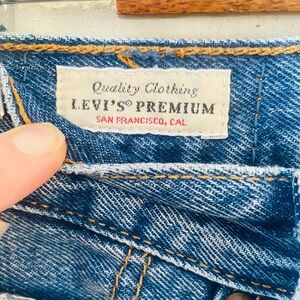 Quality Clothing
LEVI'S® PREMIUM
SAN FRANCISCO, CAL.